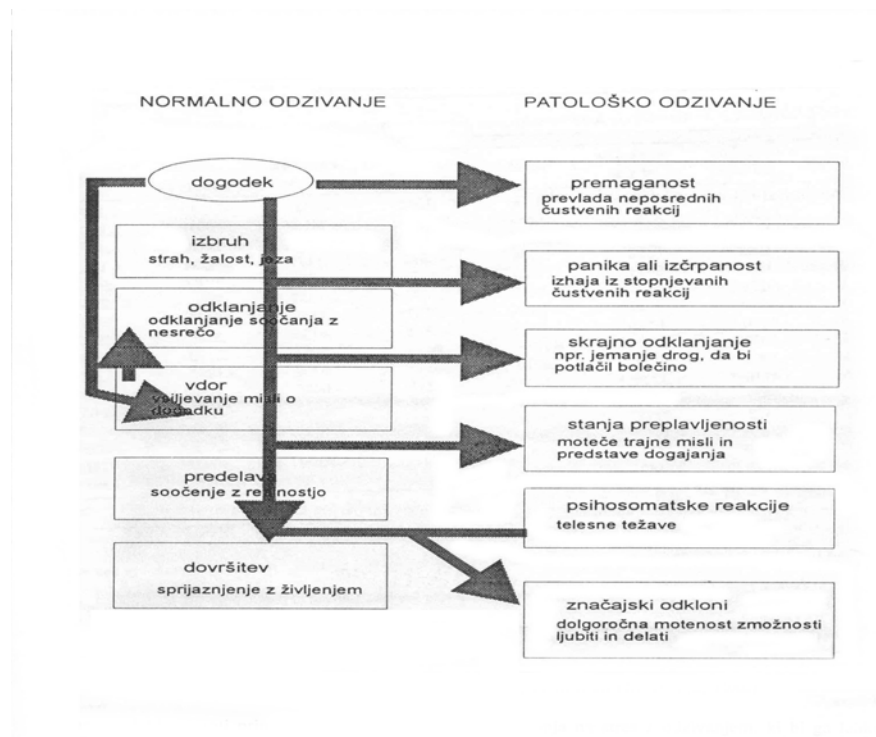 NORMALNO ODZIVANJE
PATOLOŠKO ODZIVANJE
dogodek
izbruh
strah, žalost, jeza
odklanjanje
odklanjanje soočanja z
nesrečo
vdor
vsiljevanje misli o
dogodku
predelava
soočenje z resničnostjo
dovršitev
sprijaznjenje z življenjem
premaganost
prevlada neposrednih
čustvenih reakcij
panika ali izčrpanost
izhaja iz stopnjevanih
čustvenih reakcij
skrajno odklanjanje
npr. jemanje drog, da bi
potlačil bolečino
stanja preplavljenosti
moteče trajne misli in
predstave dogajanja
psihosomatske reakcije
telesne težave
značajski odkloni
dolgoročna motenost zmožnosti
ljubiti in delati